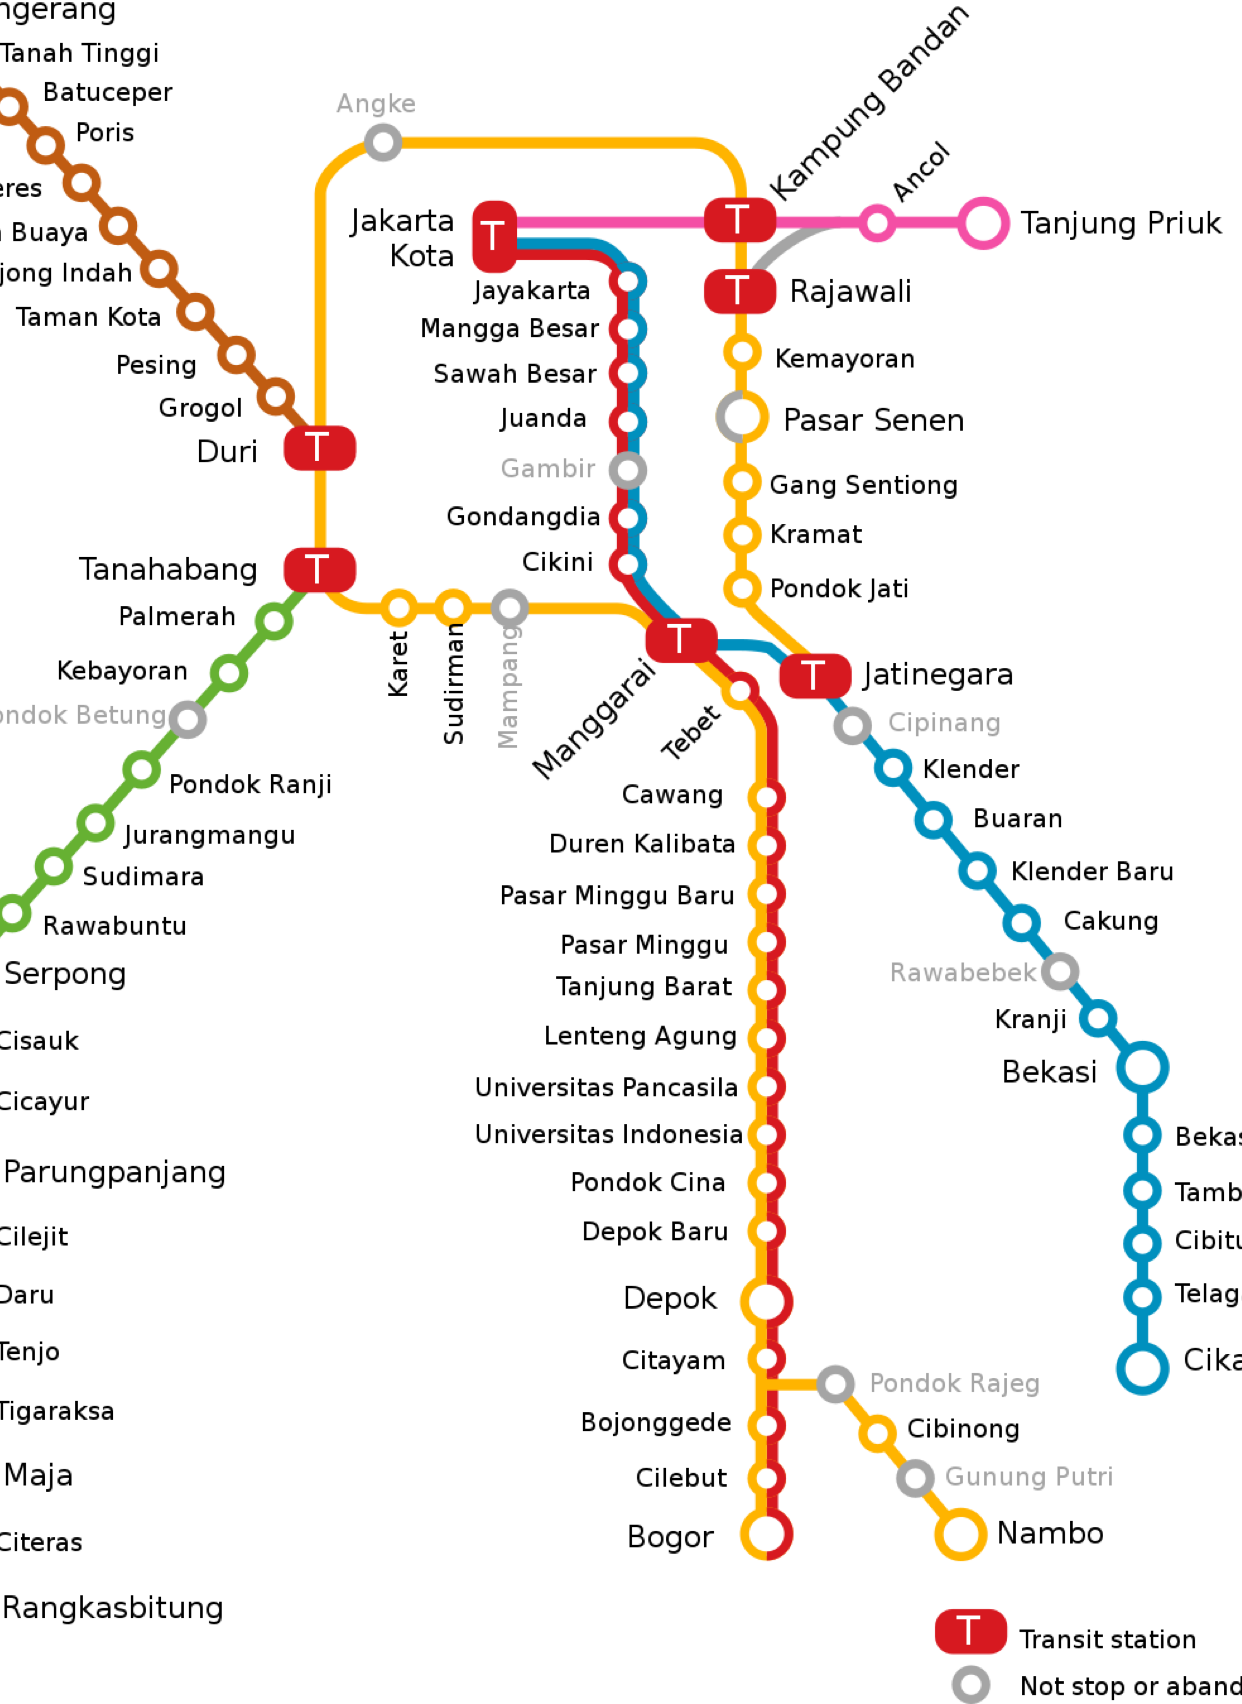 ngerang
Tanah Tinggi
Batuceper
Poris
eres
Buaya
jong Indah
Taman Kota
Pesing
Grogol
Duri
Angke
Kampung Bandan
Ancol
Tanjung Priuk
Jakarta
Kota
T
T
T
Rajawali
Jayakarta
Mangga Besar
Sawah Besar
Juanda
Gambir
Gondangdia
Cikini
Kemayoran
Pasar Senen
Gang Sentiong
Kramat
Pondok Jati
T
Tanahabang
T
Palmerah
Kebayoran
ondok Betung
Pondok Ranji
Jurangmangu
Sudimara
Rawabuntu
Serpong
Cisauk
Cicayur
Parungpanjang
Cilejit
Daru
Tenjo
Tigaraksa
Maja
Citeras
Rangkasbitung
Karet
Sudirman
Mampang
Manggarai
T
Tebet
T
Jatinegara
Cipinang
Klender
Buaran
Klender Baru
Cakung
Rawabebek
Kranji
Bekasi
Bekas
Tamb
Cibitu
Telag
Cika
Cawang
Duren Kalibata
Pasar Minggu Baru
Pasar Minggu
Tanjung Barat
Lenteng Agung
Universitas Pancasila
Universitas Indonesia
Pondok Cina
Depok Baru
Depok
Citayam
Bojonggede
Cilebut
Bogor
Pondok Rajeg
Cibinong
Gunung Putri
Nambo
T Transit station
Not stop or aband